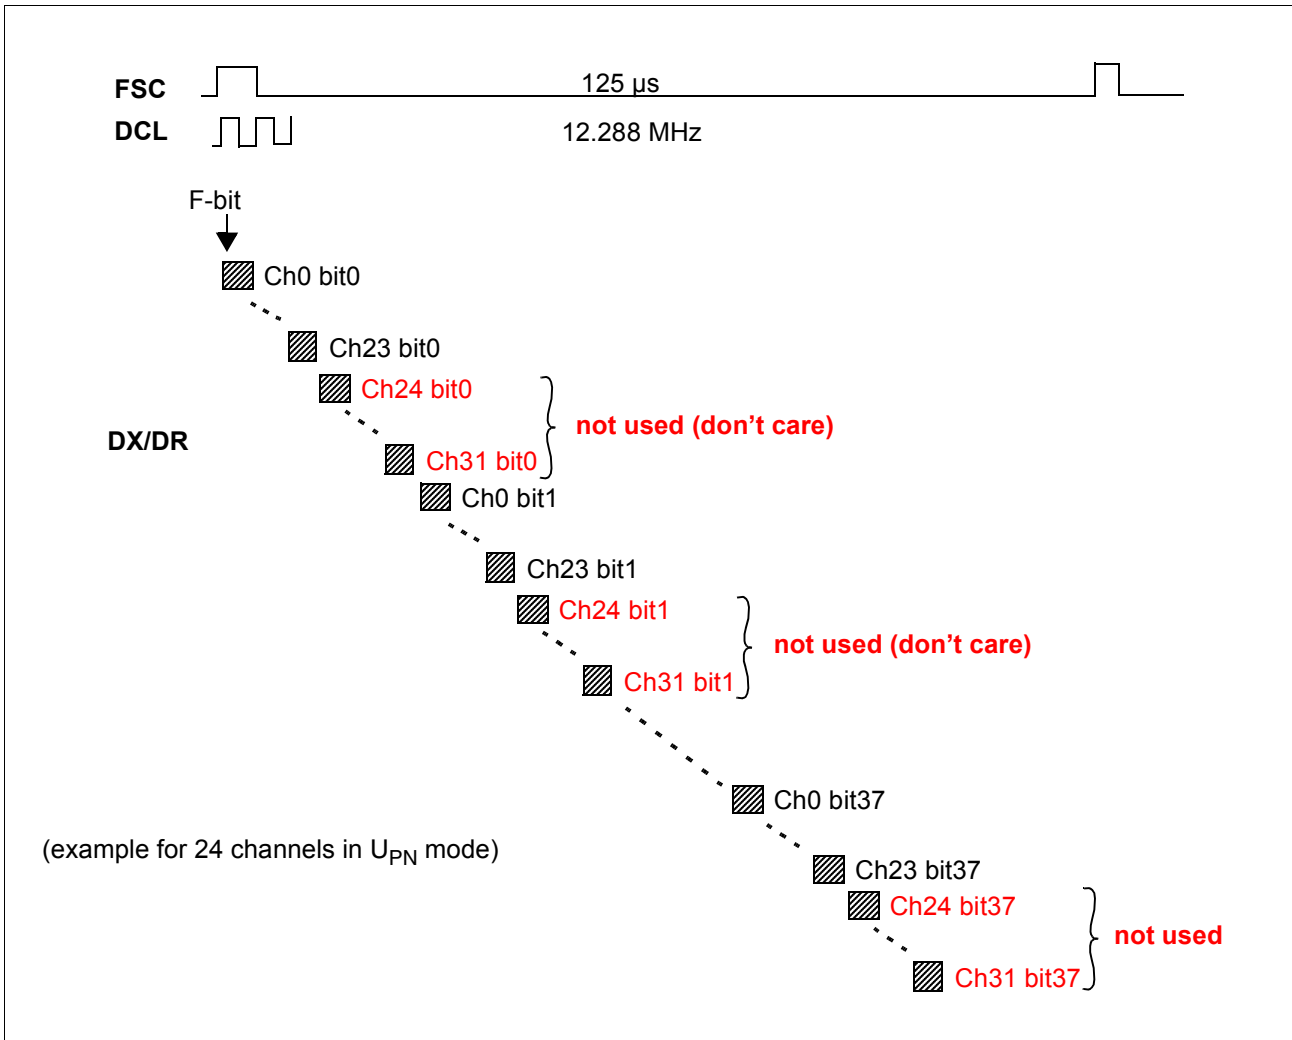 FSC
125 µs
DCL
12.288 MHz
F-bit
Ch0 bit0
Ch23 bit0
Ch24 bit0
not used (don't care)
DX/DR
Ch31 bit0
Ch0 bit1
Ch23 bit1
Ch24 bit1
not used (don't care)
Ch31 bit1
Ch0 bit37
(example for 24 channels in UPN mode)
Ch23 bit37
Ch24 bit37
not used
Ch31 bit37